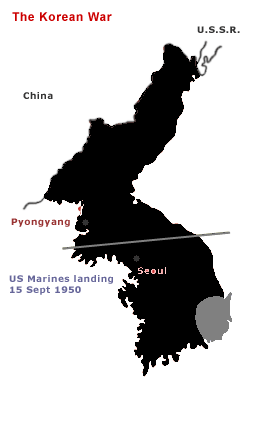 The Korean War
U.S.S.R.
China
Pyongyang
Seoul
US Marines landing
15 Sept 1950